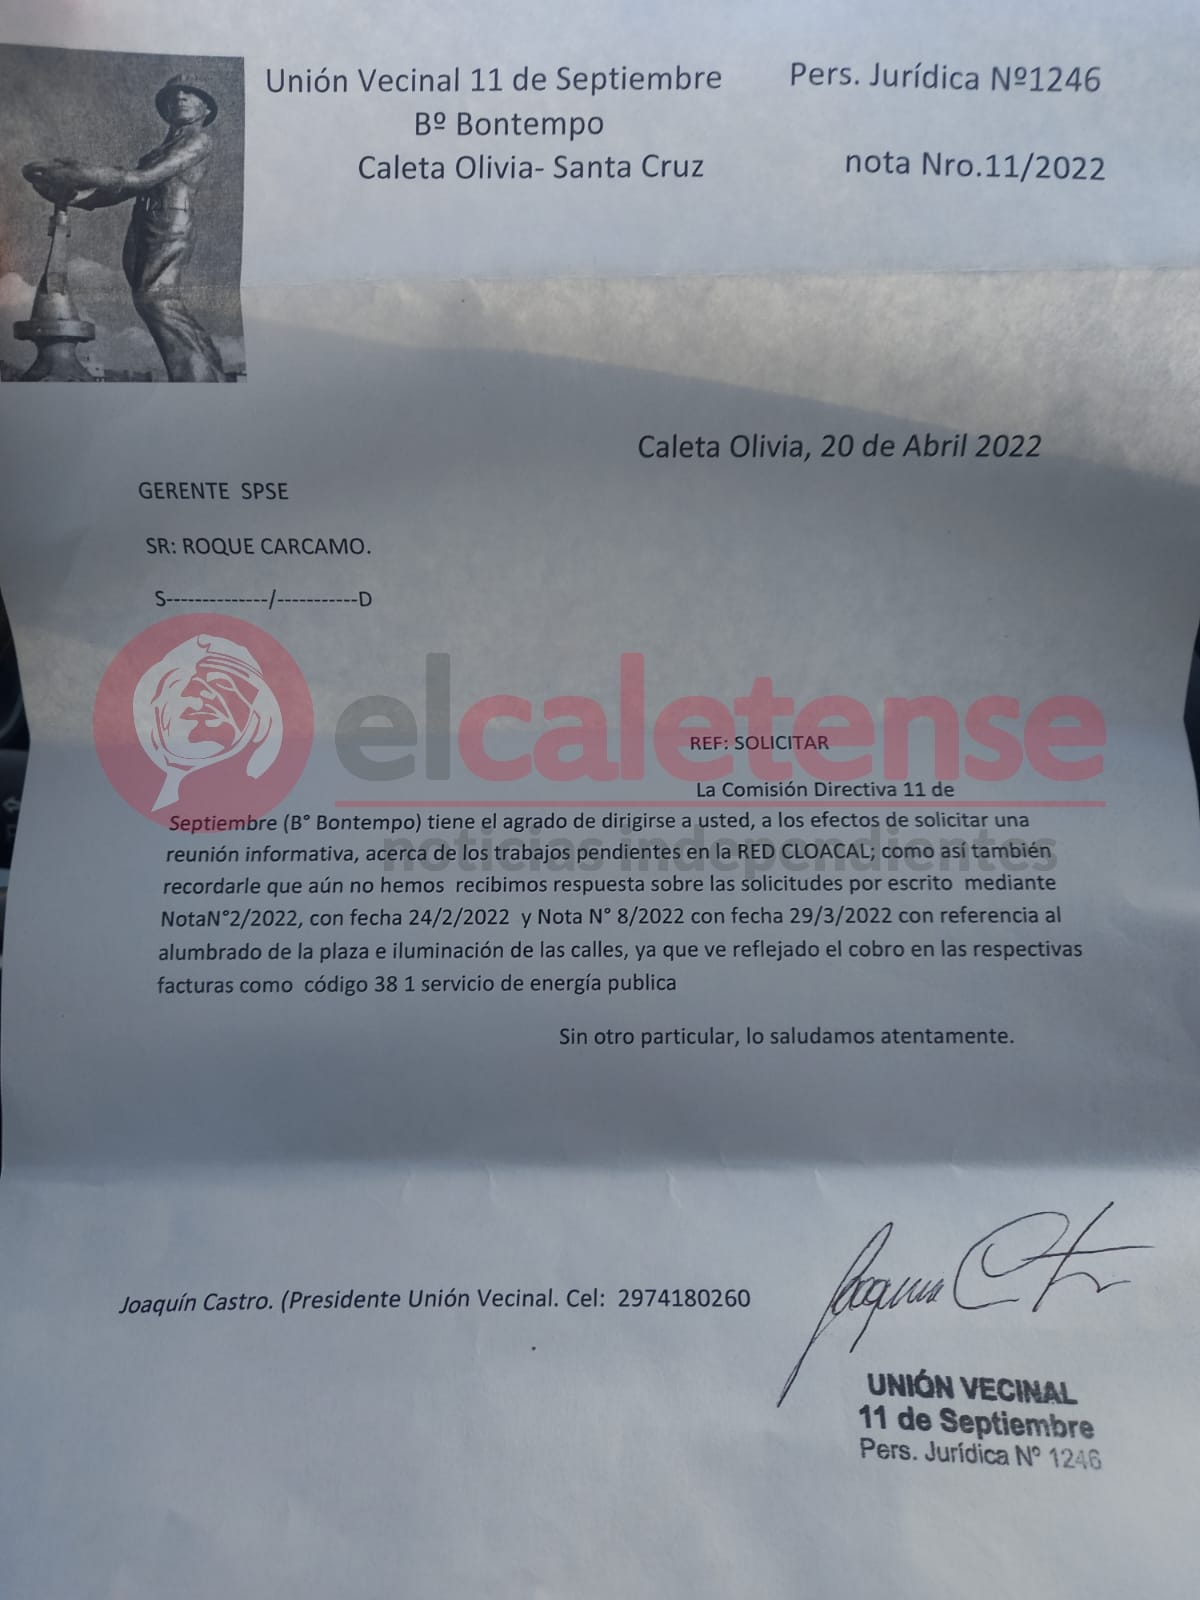 Unión Vecinal 11 de Septiembre Pers. Jurídica Nº1246
Bº Bontempo
Caleta Olivia- Santa Cruz nota Nro.11/2022
Caleta Olivia, 20 de Abril 2022
GERENTE SPSE
SR: ROQUE CARCAMO.
S--------------/-----------D
elcaletense
noticias independientes
REF: SOLICITAR
La Comisión Directiva 11 de
Septiembre (B° Bontempo) tiene el agrado de dirigirse a usted, a los efectos de solicitar una
reunión informativa, acerca de los trabajos pendientes en la RED CLOACAL; como así también
recordarle que aún no hemos recibimos respuesta sobre las solicitudes por escrito mediante
NotaN°2/2022, con fecha 24/2/2022 y Nota N° 8/2022 con fecha 29/3/2022 con referencia al
alumbrado de la plaza e iluminación de las calles, ya que ve reflejado el cobro en las respectivas
facturas como código 38 1 servicio de energía publica
Sin otro particular, lo saludamos atentamente.
Joaquín Castro. (Presidente Unión Vecinal. Cel: 2974180260
UNIÓN VECINAL
11 de Septiembre
Pers. Jurídica Nº 1246